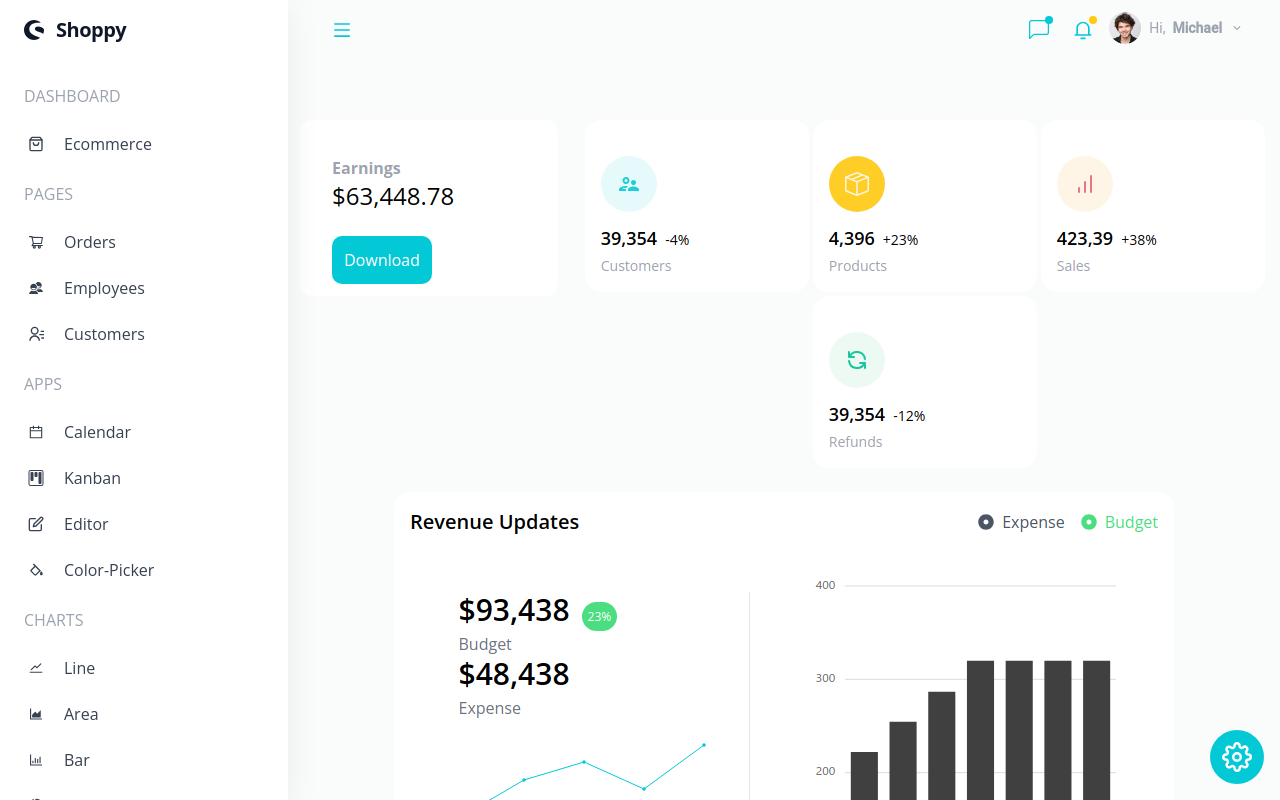 Shoppy
Hi, Michael
DASHBOARD
Ecommerce
PAGES
Orders
Employees
Customers
APPS
Calendar
Kanban
Editor
Color-Picker
CHARTS
Line
Area
Bar
Earnings
$63,448.78
Download
39,354 -4%
Customers
4,396 +23%
Products
423,39 +38%
Sales
39,354 -12%
Refunds
Revenue Updates
Expense
Budget
$93,438 23%
Budget
$48,438
Expense
400
300
200